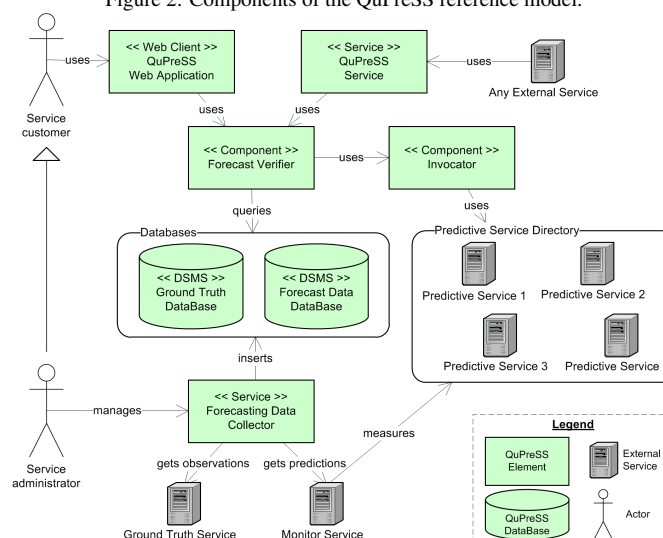 Figure 2: Components of the QuPreSS reference model.
<< Web Client >>
QuPreSS
Web Application
<< Service >>
QuPreSS
Service
uses
uses
Any External Service
Service
customer
uses
uses
<< Component >>
Forecast Verifier
uses
<< Component >>
Invocator
queries
uses
Databases
Predictive Service Directory
<< DSMS >>
Ground Truth
DataBase
<< DSMS >>
Forecast Data
DataBase
Predictive Service 1
Predictive Service 2
Predictive Service 3
Predictive Service
inserts
manages
<< Service >>
Forecasting Data
Collector
measures
Service
administrator
gets observations
gets predictions
Ground Truth Service
Monitor Service
Legend
QuPreSS
Element
External
Service
QuPreSS
DataBase
Actor